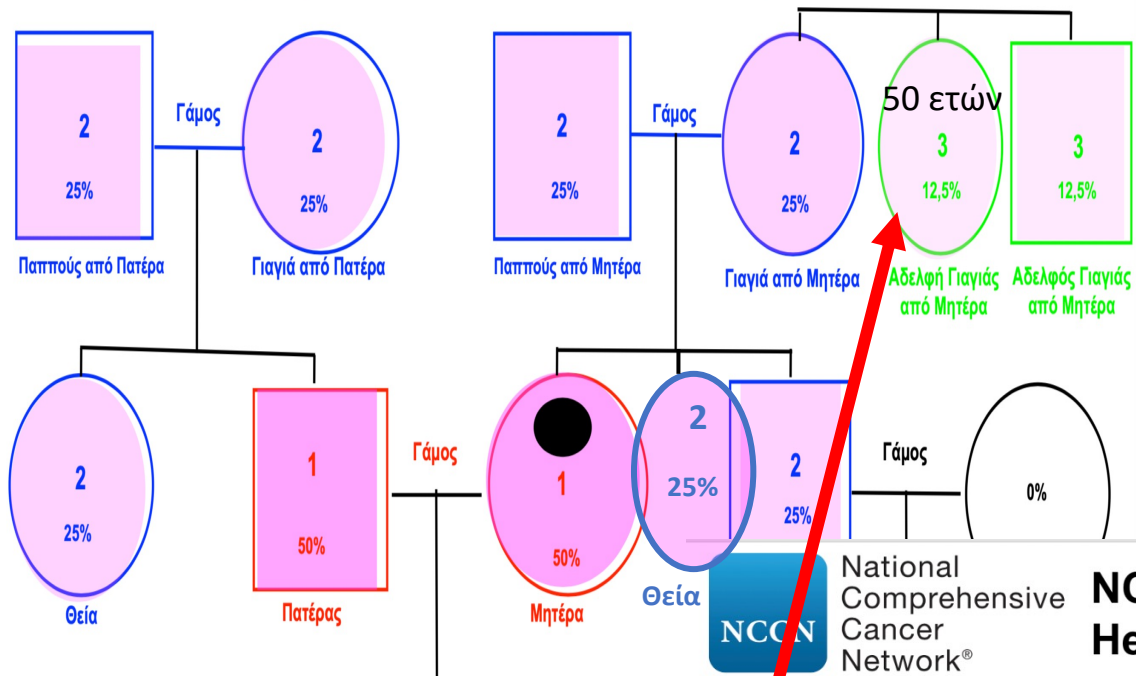 50 ετών
2
25%
Παππούς από Πατέρα
Γάμος
2
25%
Γιαγιά από Πατέρα
2
25%
Παππούς από Μητέρα
Γάμος
2
25%
Γιαγιά από Μητέρα
3
12,5%
Αδελφή Γιαγιάς
από Μητέρα
3
12,5%
Αδελφός Γιαγιάς
από Μητέρα
2
25%
Θεία
1
50%
Πατέρας
Γάμος
1
50%
Μητέρα
2
25%
Θεία
2
25%
Γάμος
0%
NCCN
National
Comprehensive
Cancer
Network®